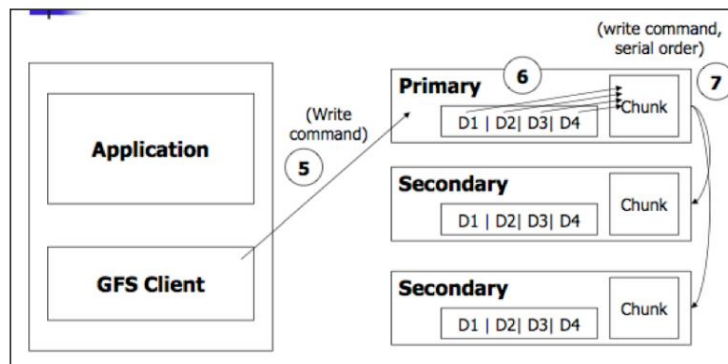 (write command,
serial order)
Primary
6
7
Chunk
D1 | D2| D3| D4
(Write
command)
5
Application
Secondary
Chunk
D1 | D2| D3| D4
GFS Client
Secondary
Chunk
D1 | D2| D3| D4